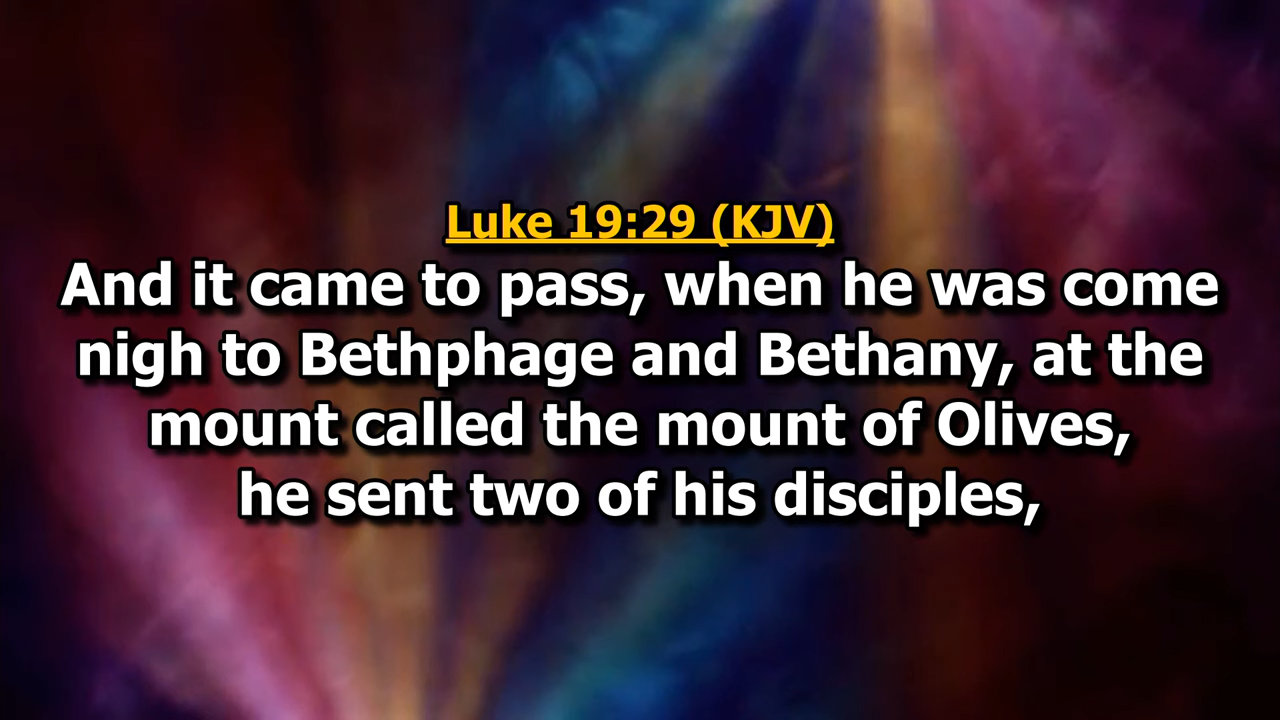 Luke 19:29 (KJV)
And it came to pass, when he was come
nigh to Bethphage and Bethany, at the
mount called the mount of Olives,
he sent two of his disciples,